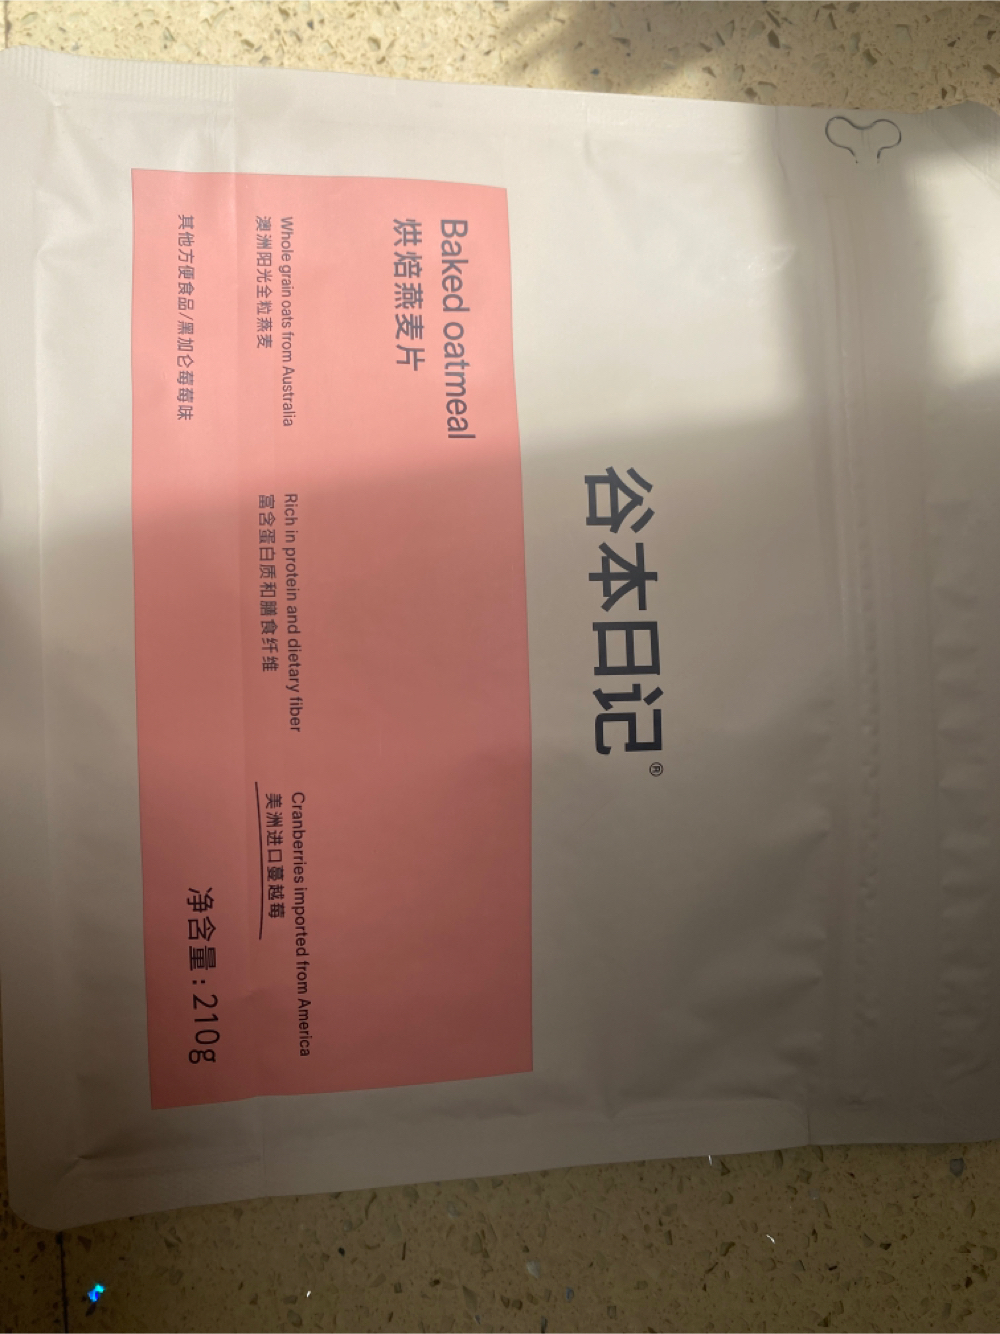 谷本日记®
Baked oatmeal
烘焙燕麦片
Whole grain oats from Australia
澳洲阳光全粒燕麦
Rich in protein and dietary fiber
富含蛋白质和膳食纤维
Cranberries imported from America
美洲进口蔓越莓
其他方便食品/黑加仑莓莓味
净含量:210g